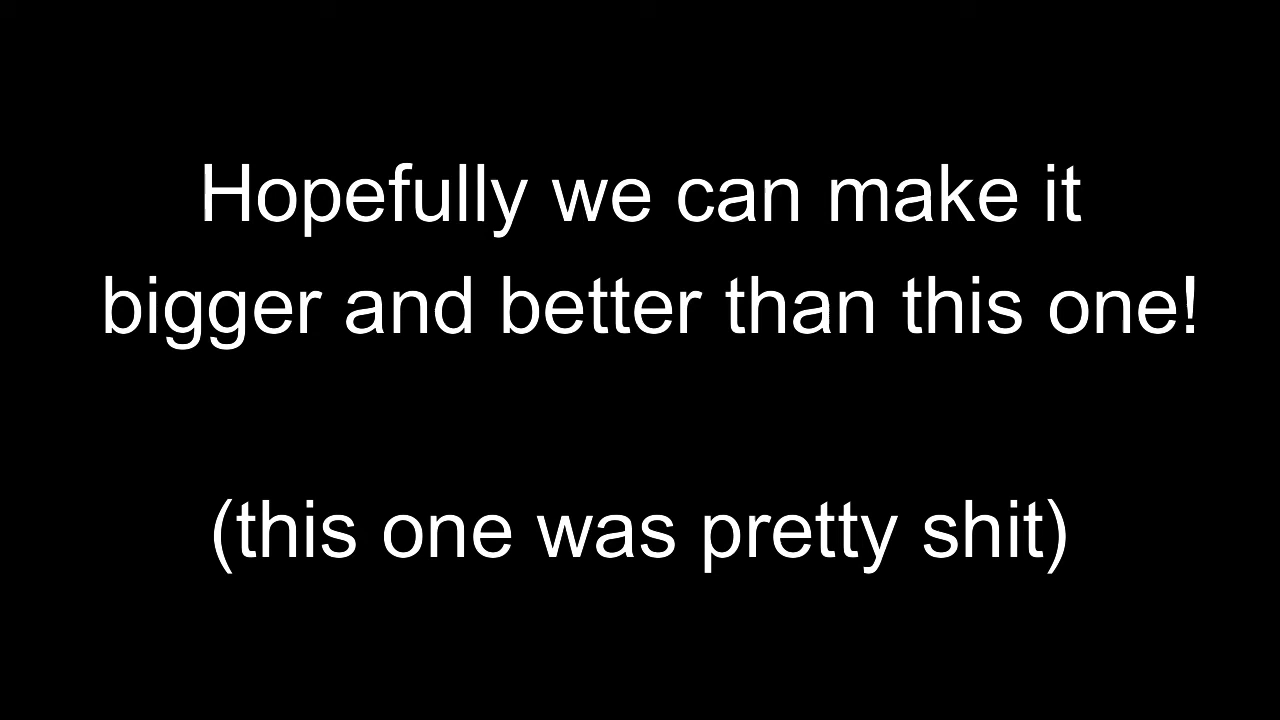 Hopefully we can make it
bigger and better than this one!
(this one was pretty shit)